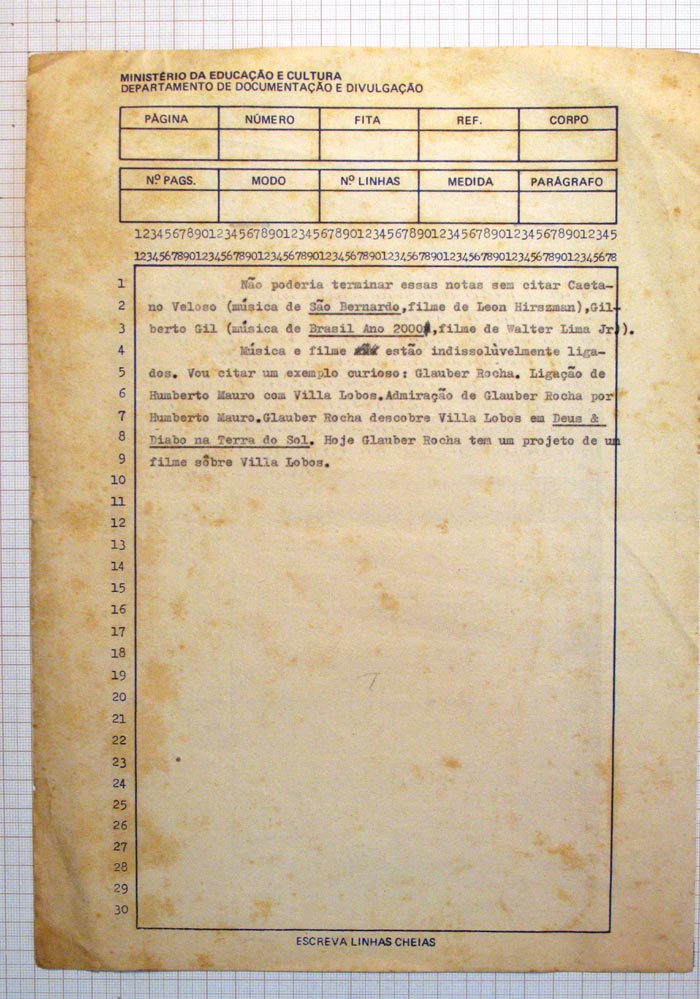 MINISTÉRIO DA EDUCAÇÃO E CULTURA
DEPARTAMENTO DE DOCUMENTAÇÃO E DIVULGAÇÃO
PÁGINA NÚMERO FITA REF. CORPO
Nº PAGS. MODO Nº LINHAS MEDIDA PARÁGRAFO
123456789012345678901234567890123456789012345678901234567890123 45
123456789012345678901234567890123456789012345678901234567890123456 78
1 Não poderia terminar essas notas sem citar Caeta-
2 no Veloso (música de São Bernardo,filme de Leon Hirszman),Gil-
3 berto Gil (música de Brasil Ano 2000,filme de Walter Lima Jr.).
4 Música e filme estão indissolùvelmente liga-
5 dos. Vou citar um exemplo curioso: Glauber Rocha. Ligação de
6 Humberto Mauro com Villa Lobos.Admiração de Glauber Rocha por
7 Humberto Mauro.Glauber Rocha descobre Villa Lobos em Deus &
8 Diabo na Terra do Sol. Hoje Glauber Rocha tem um projeto de um
9 filme sôbre Villa Lobos.
10
11
12
13
14
15
16
17
18
19
20
21
22
23
24
25
26
27
28
29
30
ESCREVA LINHAS CHEIAS